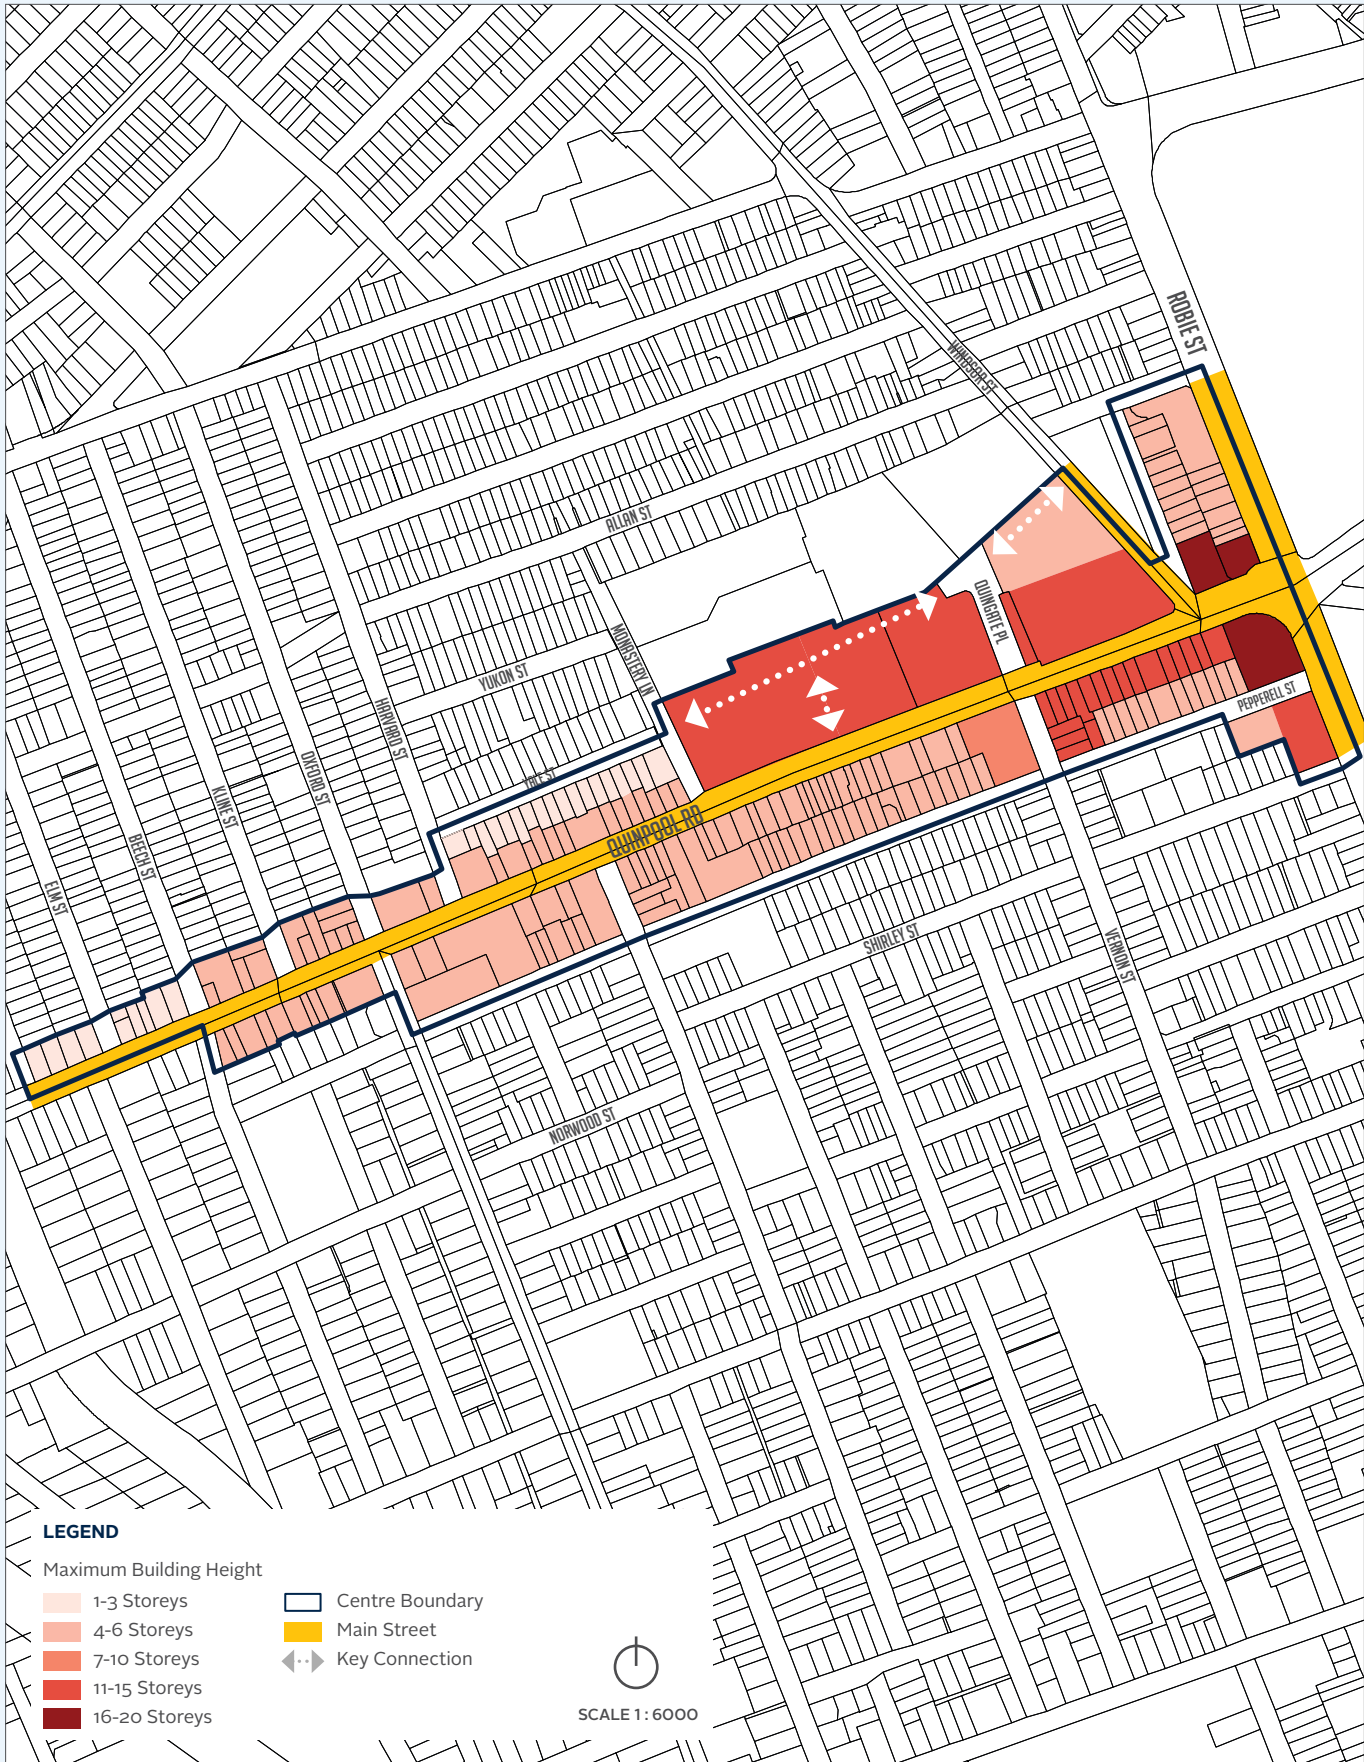 ROBIE ST
WINDSOR ST
ALLAN ST
QUINGATE PL
MONASTERY LN
YUKON ST
PEPPERELL ST
HARVARD ST
OXFORD ST
YALE ST
KLINE ST
QUINPOOL RD
BEECH ST
ELM ST
SHIRLEY ST
VERNON ST
NORWOOD ST
LEGEND
Maximum Building Height
1-3 Storeys
4-6 Storeys
7-10 Storeys
11-15 Storeys
16-20 Storeys
Centre Boundary
Main Street
Key Connection
SCALE 1 : 6000